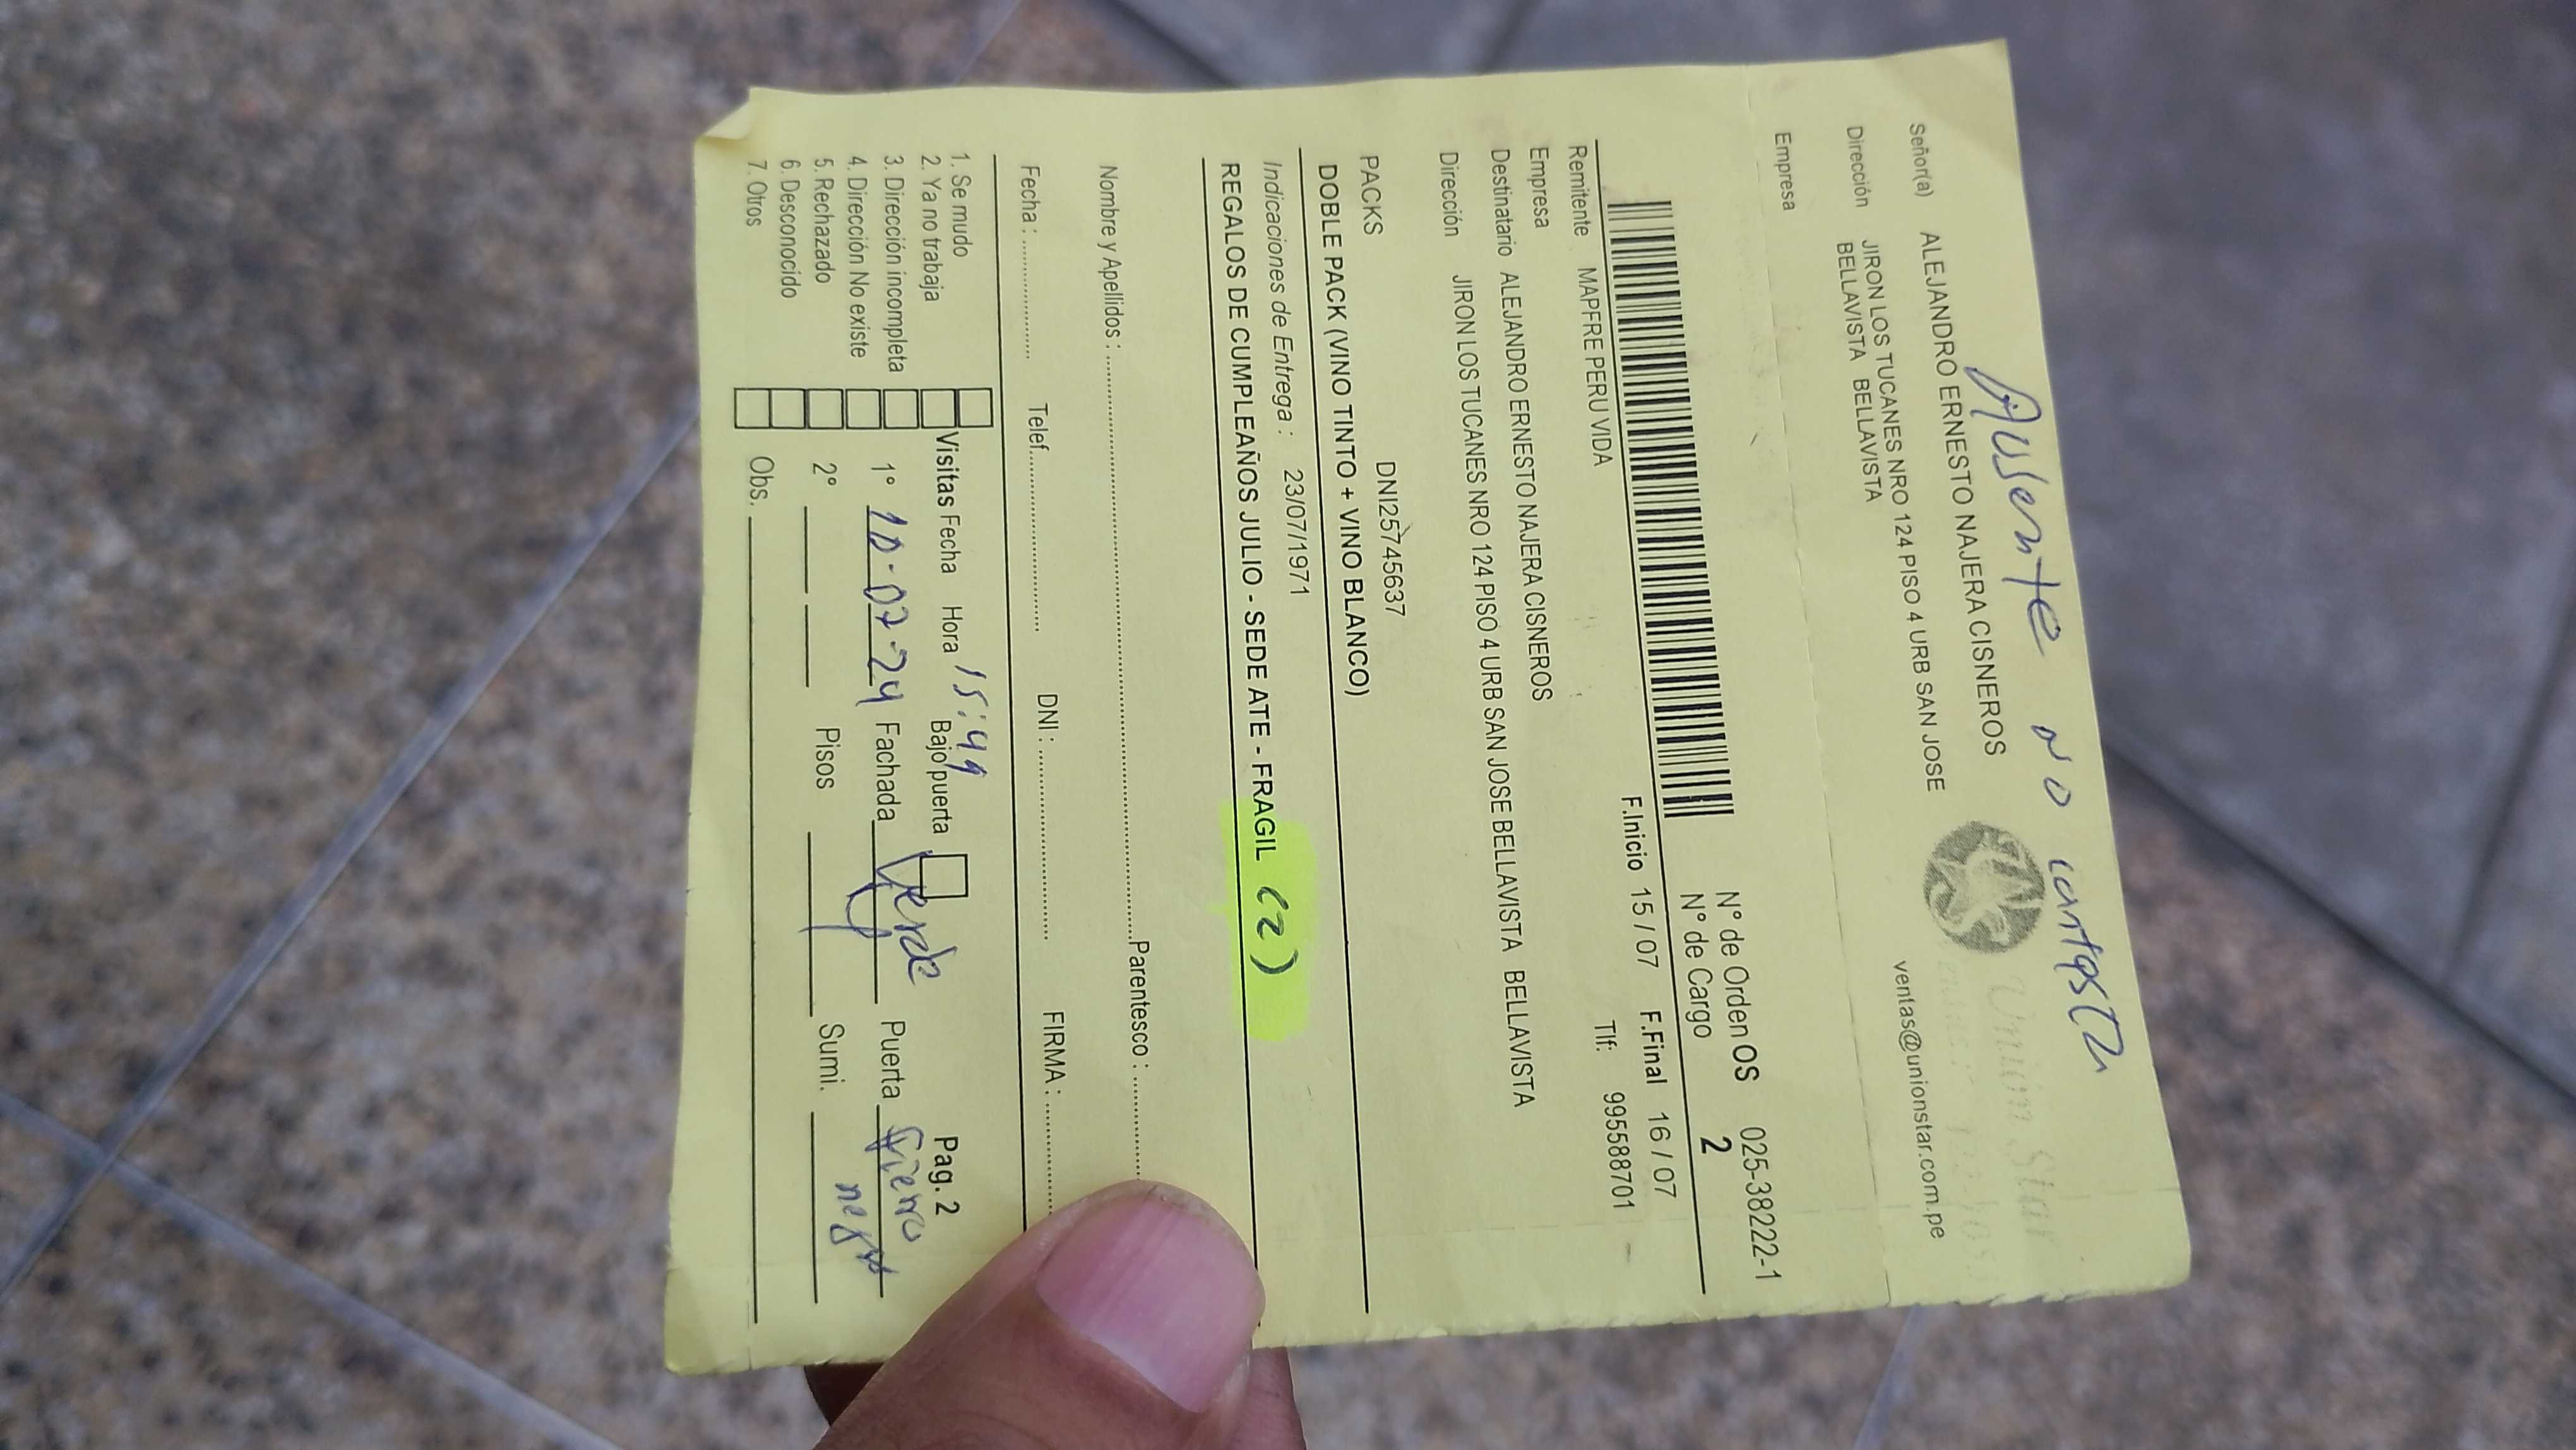 Ausente no contesta
Señor(a) ALEJANDRO ERNESTO NAJERA CISNEROS
Union Star
Dirección JIRON LOS TUCANES NRO 124 PISO 4 URB SAN JOSE
BELLAVISTA BELLAVISTA
ventas@unionstar.com.pe
Empresa
N° de Orden OS 025-38222-1
N° de Cargo 2
F.Inicio 15 / 07 F.Final 16 / 07
Remitente MAPFRE PERU VIDA Tlf: 995588701
Empresa
Destinatario ALEJANDRO ERNESTO NAJERA CISNEROS
Dirección JIRON LOS TUCANES NRO 124 PISO 4 URB SAN JOSE BELLAVISTA BELLAVISTA
PACKS DNI25745637
DOBLE PACK (VINO TINTO + VINO BLANCO)
Indicaciones de Entrega : 23/07/1971
REGALOS DE CUMPLEAÑOS JULIO - SEDE ATE - FRAGIL (2)
Nombre y Apellidos : Parentesco :
Fecha : Telef. DNI : FIRMA :
1. Se mudo
2. Ya no trabaja Visitas Fecha Hora 15:49 Bajo puerta Pag. 2
3. Dirección incompleta
4. Dirección No existe 1° 10-07-24 Fachada Verde Puerta fierro negro
5. Rechazado 2° Pisos Sumi.
6. Desconocido
7. Otros Obs.